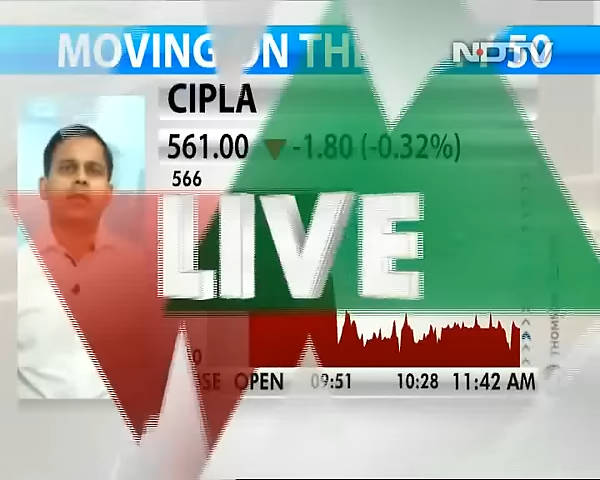 MOVING ON THE 50
NDTV
CIPLA
561.00 -1.80 (-0.32%)
566
LIVE
OPEN 09:51 10:28 11:42 AM